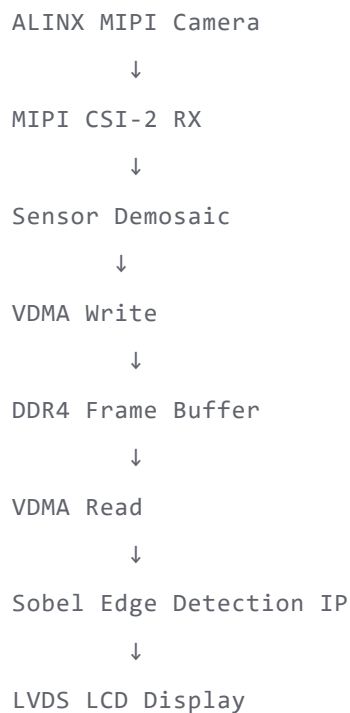 ALINX MIPI Camera
↓
MIPI CSI-2 RX
↓
Sensor Demosaic
↓
VDMA Write
↓
DDR4 Frame Buffer
↓
VDMA Read
↓
Sobel Edge Detection IP
↓
LVDS LCD Display